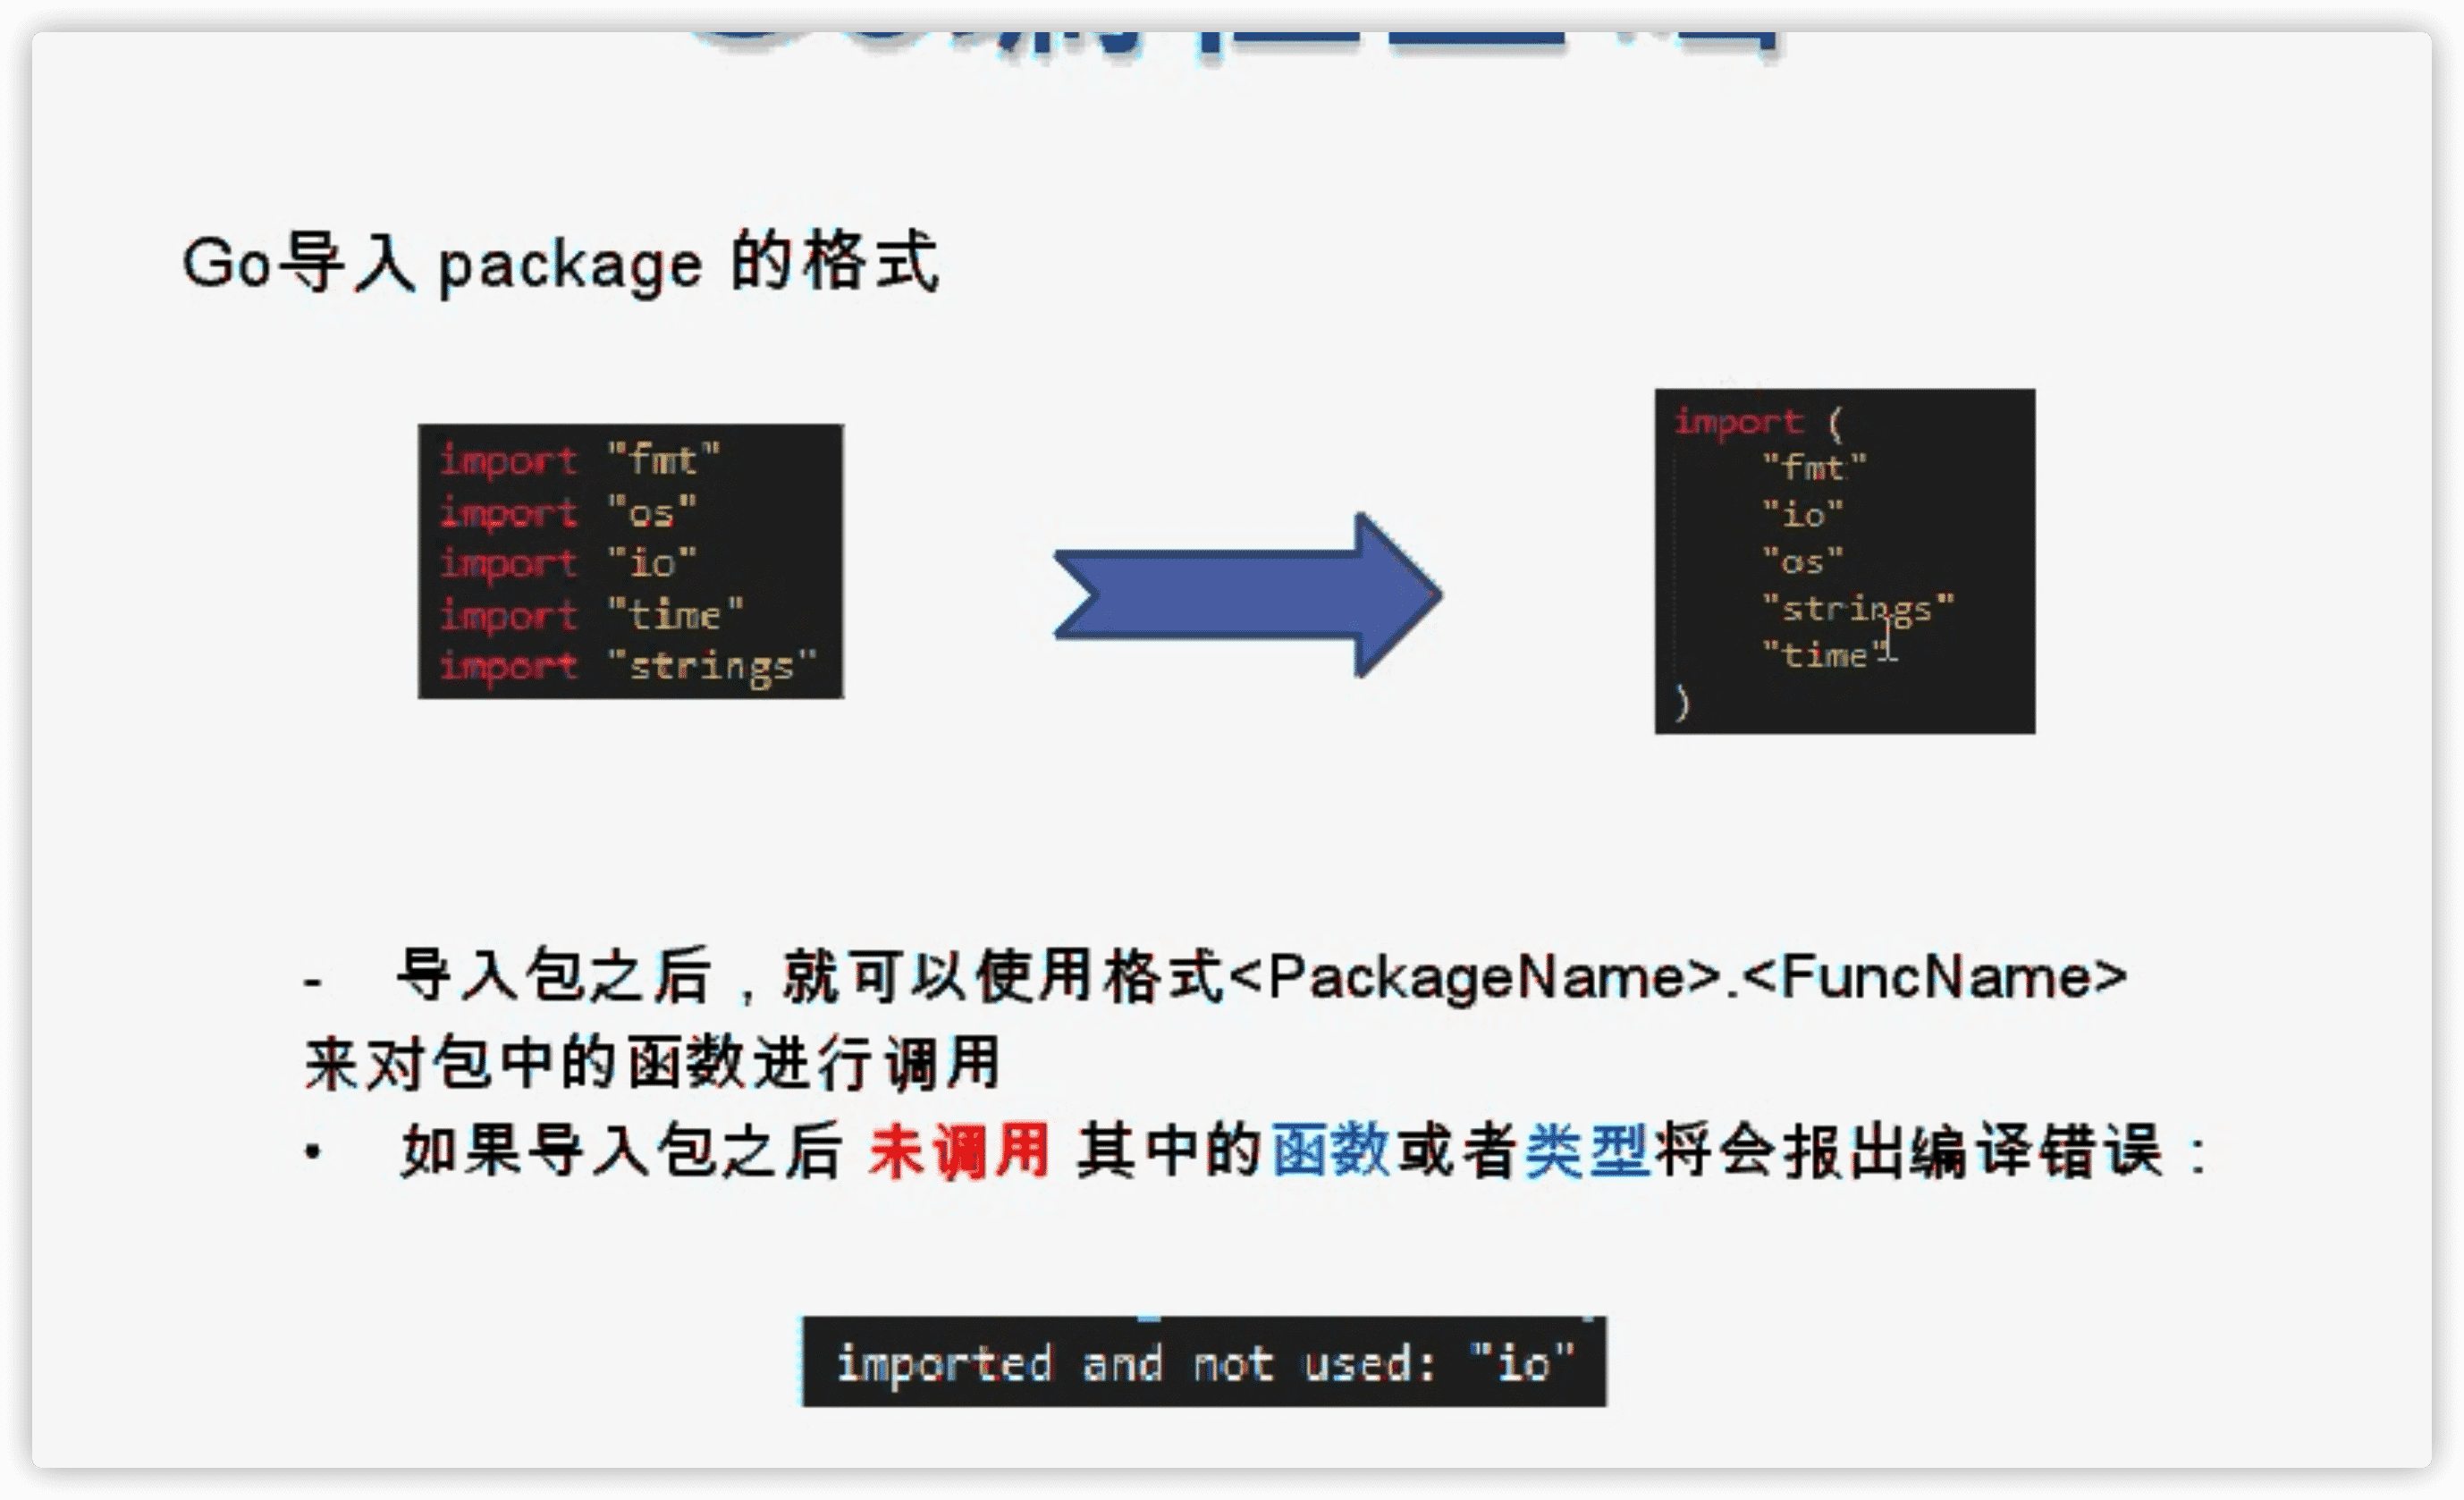 Go导入 package 的格式
import "fmt"
import "os"
import "io"
import "time"
import "strings"
import (
"fmt"
"io"
"os"
"strings"
"time"
)
- 导入包之后，就可以使用格式<PackageName>.<FuncName>
来对包中的函数进行调用
• 如果导入包之后 未调用 其中的函数或者类型将会报出编译错误：
imported and not used: "io"